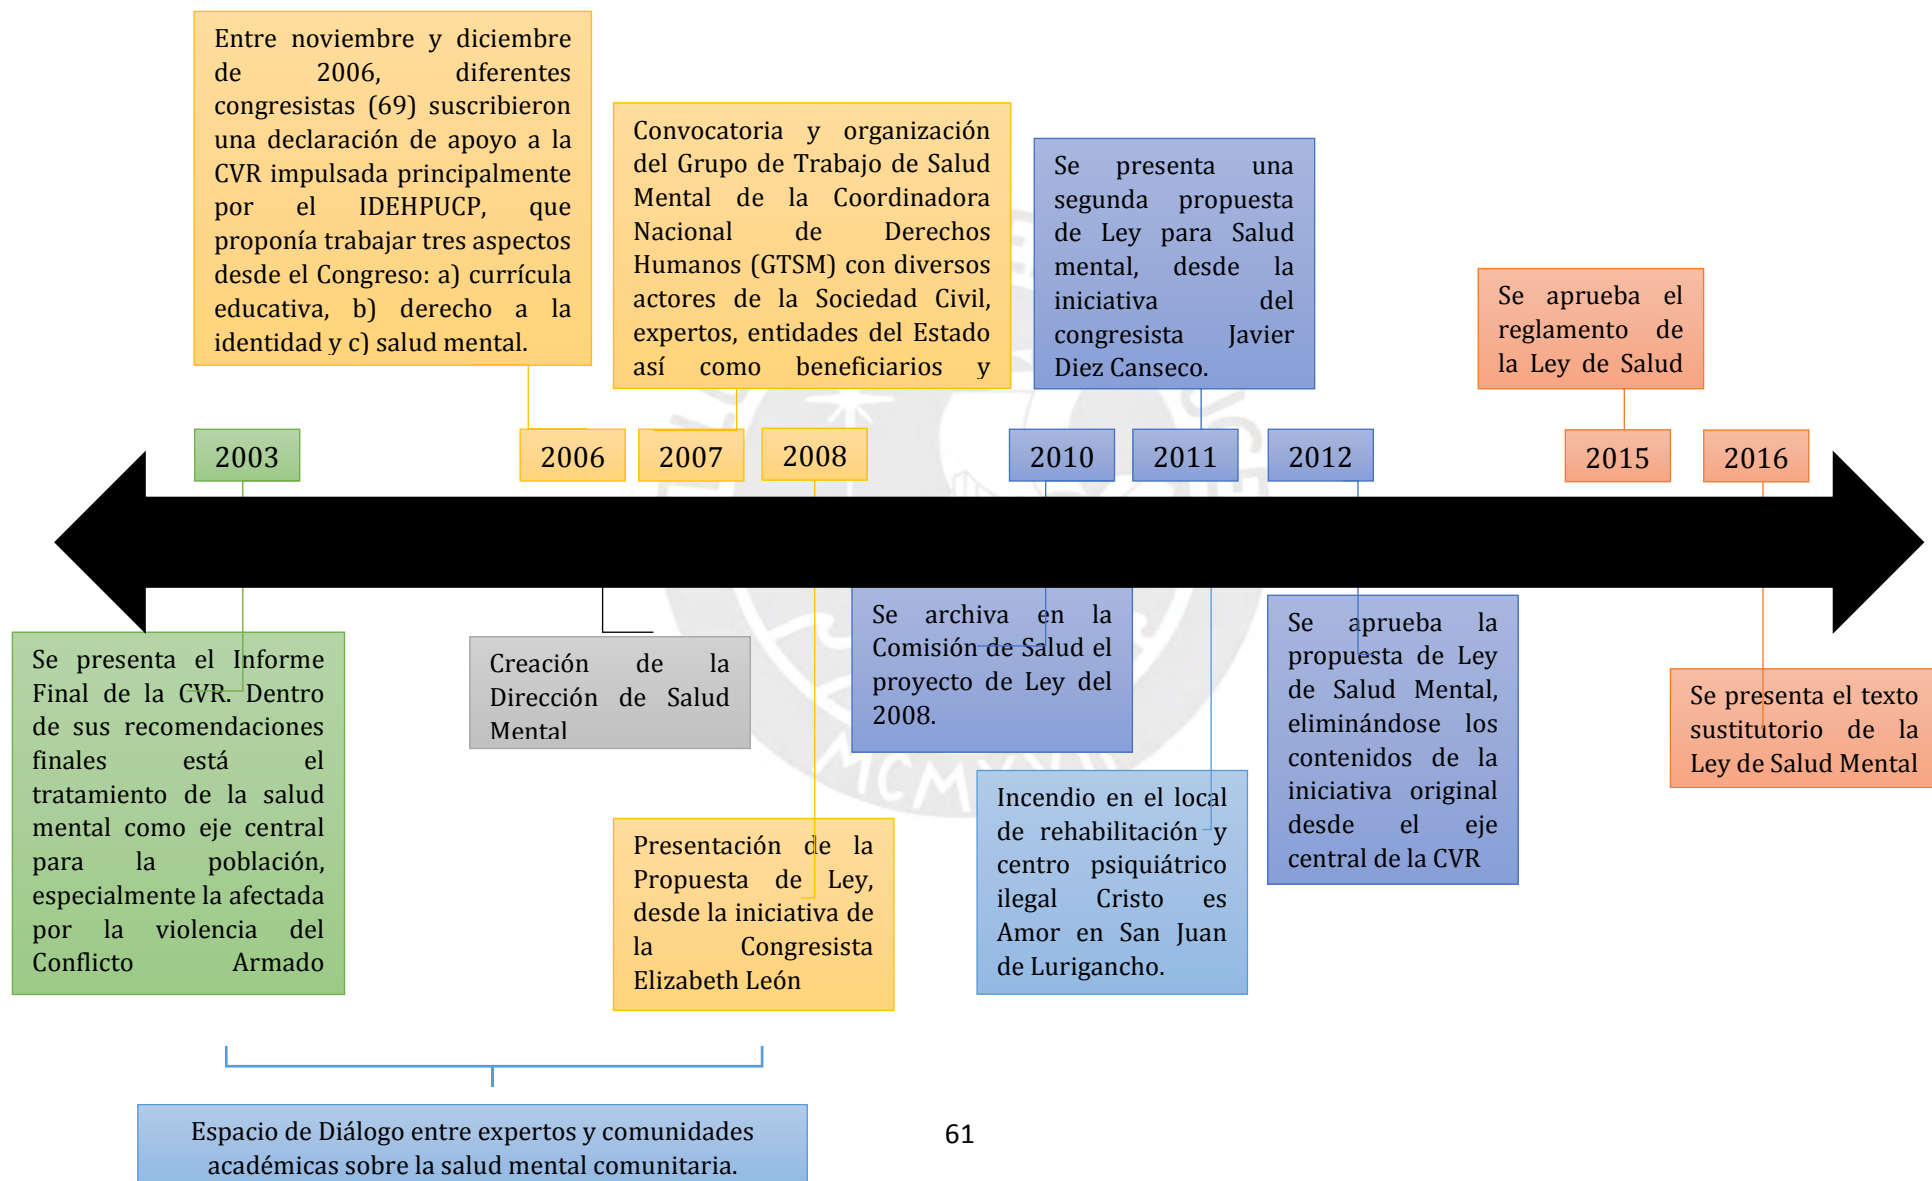 Entre noviembre y diciembre
de 2006, diferentes
congresistas (69) suscribieron
una declaración de apoyo a la
CVR impulsada principalmente
por el IDEHPUCP, que
proponía trabajar tres aspectos
desde el Congreso: a) currícula
educativa, b) derecho a la
identidad y c) salud mental.
Convocatoria y organización
del Grupo de Trabajo de Salud
Mental de la Coordinadora
Nacional de Derechos
Humanos (GTSM) con diversos
actores de la Sociedad Civil,
expertos, entidades del Estado
así como beneficiarios y
Se presenta una
segunda propuesta
de Ley para Salud
mental, desde la
iniciativa del
congresista Javier
Diez Canseco.
Se aprueba el
reglamento de
la Ley de Salud
2003
2006
2007
2008
2010
2011
2012
2015
2016
Se presenta el Informe
Final de la CVR. Dentro
de sus recomendaciones
finales está el
tratamiento de la salud
mental como eje central
para la población,
especialmente la afectada
por la violencia del
Conflicto Armado
Creación de la
Dirección de Salud
Mental
Presentación de la
Propuesta de Ley,
desde la iniciativa de
la Congresista
Elizabeth León
Se archiva en la
Comisión de Salud el
proyecto de Ley del
2008.
Incendio en el local
de rehabilitación y
centro psiquiátrico
ilegal Cristo es
Amor en San Juan
de Lurigancho.
Se aprueba la
propuesta de Ley
de Salud Mental,
eliminándose los
contenidos de la
iniciativa original
desde el eje
central de la CVR
Se presenta el texto
sustitutorio de la
Ley de Salud Mental
Espacio de Diálogo entre expertos y comunidades
académicas sobre la salud mental comunitaria.
61